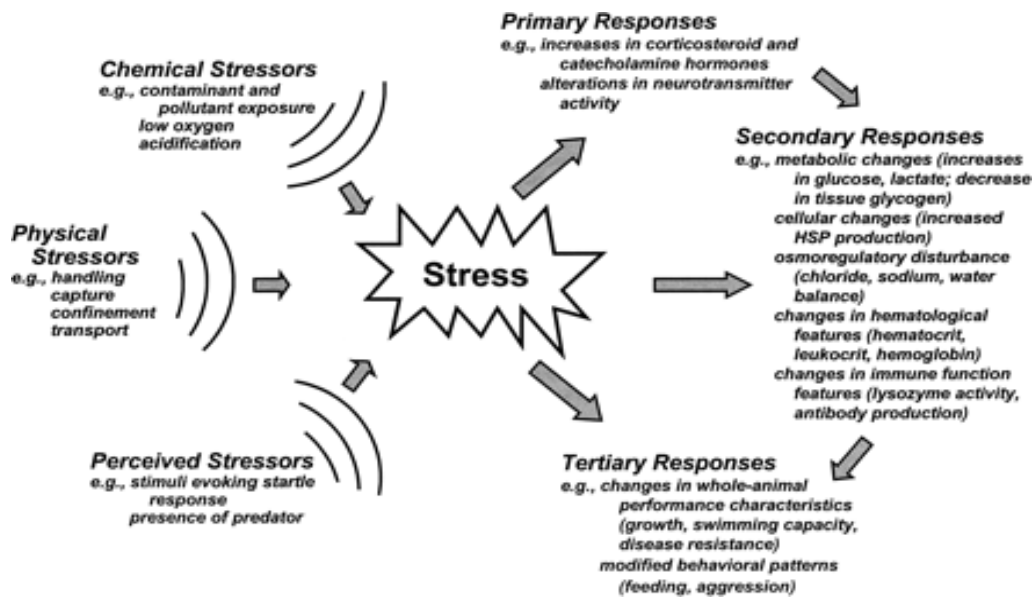 Chemical Stressors
e.g., contaminant and
pollutant exposure
low oxygen
acidification
Physical
Stressors
e.g., handling
capture
confinement
transport
Perceived Stressors
e.g., stimuli evoking startle
response
presence of predator
Stress
Primary Responses
e.g., increases in corticosteroid and
catecholamine hormones
alterations in neurotransmitter
activity
Secondary Responses
e.g., metabolic changes (increases
in glucose, lactate; decrease
in tissue glycogen)
cellular changes (increased
HSP production)
osmoregulatory disturbance
(chloride, sodium, water
balance)
changes in hematological
features (hematocrit,
leukocrit, hemoglobin)
changes in immune function
features (lysozyme activity,
antibody production)
Tertiary Responses
e.g., changes in whole-animal
performance characteristics
(growth, swimming capacity,
disease resistance)
modified behavioral patterns
(feeding, aggression)